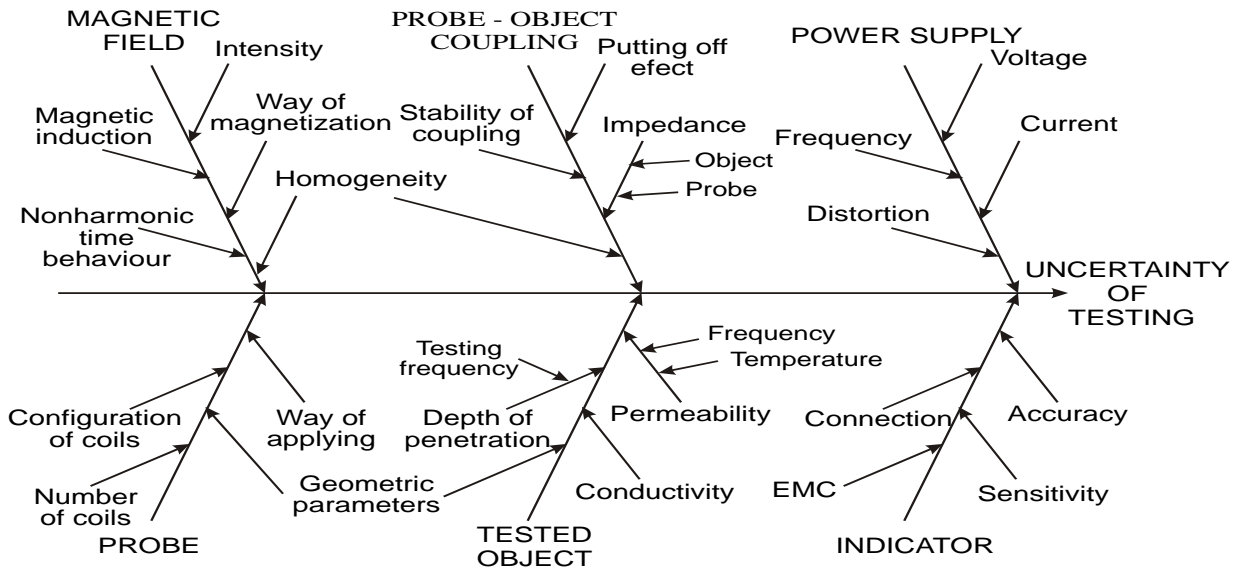 MAGNETIC
FIELD
Intensity
Magnetic
induction
Way of
magnetization
Nonharmonic
time
behaviour
Homogeneity
PROBE - OBJECT
COUPLING
Putting off
efect
Stability of
coupling
Impedance
Object
Probe
POWER SUPPLY
Voltage
Frequency
Current
Distortion
UNCERTAINTY
OF
TESTING
Configuration
of coils
Way of
applying
Number
of coils
Geometric
parameters
PROBE
Testing
frequency
Frequency
Temperature
Depth of
penetration
Permeability
Conductivity
TESTED
OBJECT
Connection
Accuracy
EMC
Sensitivity
INDICATOR